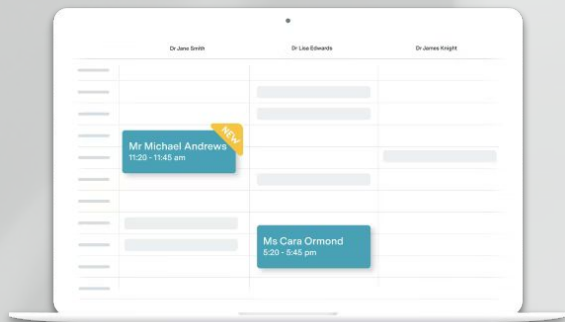 Dr Jane Smith
Dr Lisa Edwards
Dr James Knight
NEW
Mr Michael Andrews
11:20 - 11:45 am
Ms Cara Ormond
5:20 - 5:45 pm